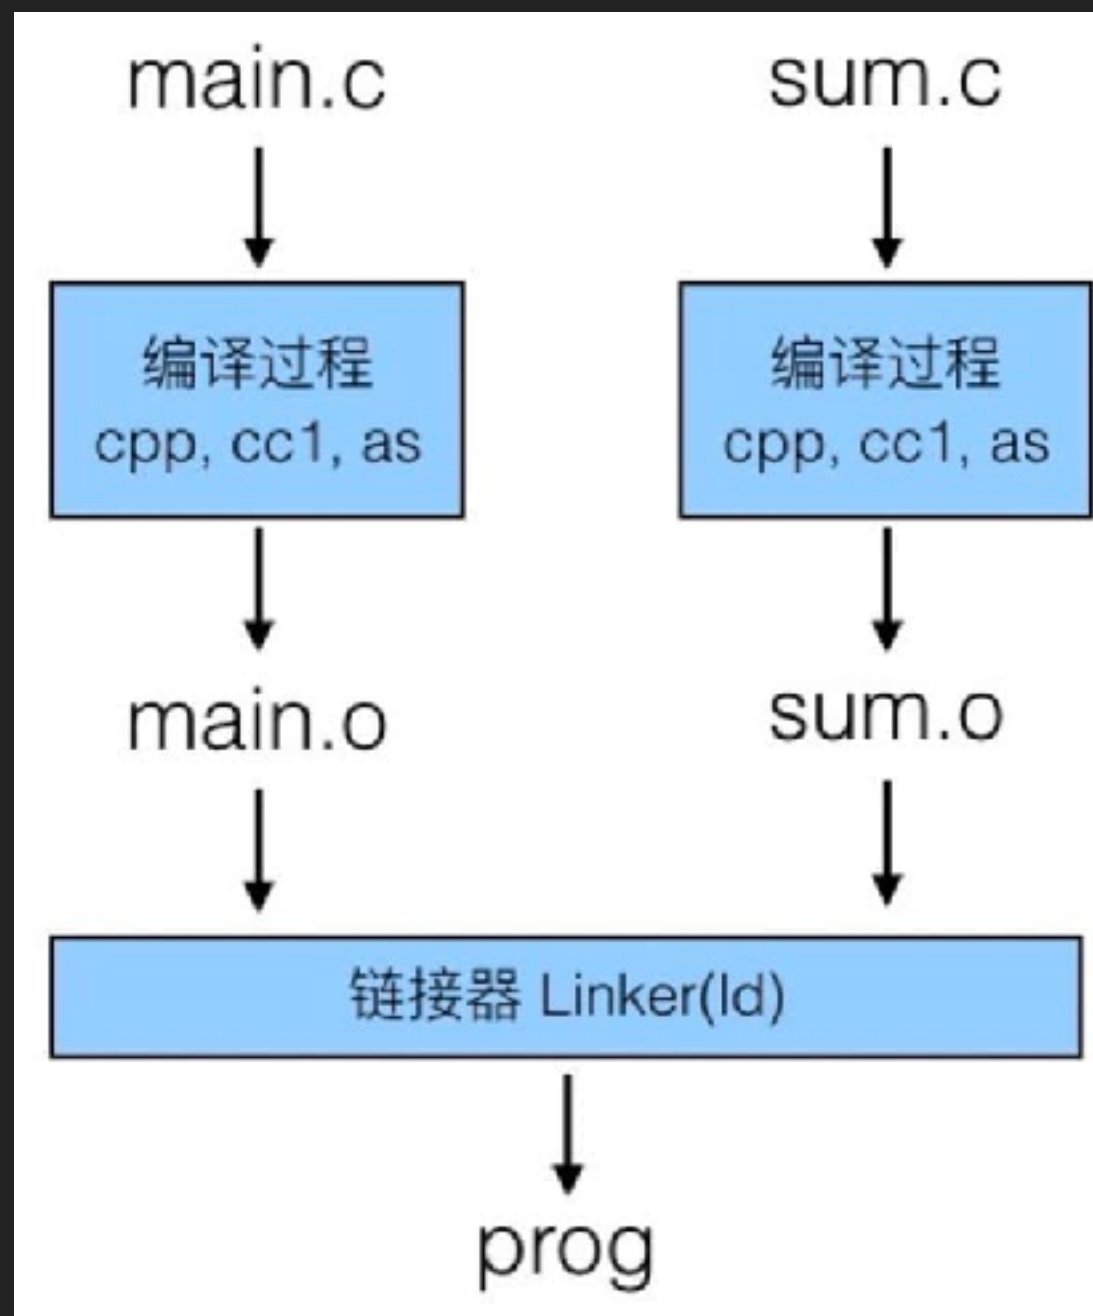 main.c
sum.c
编译过程
cpp, cc1, as
编译过程
cpp, cc1, as
main.o
sum.o
链接器 Linker(ld)
prog